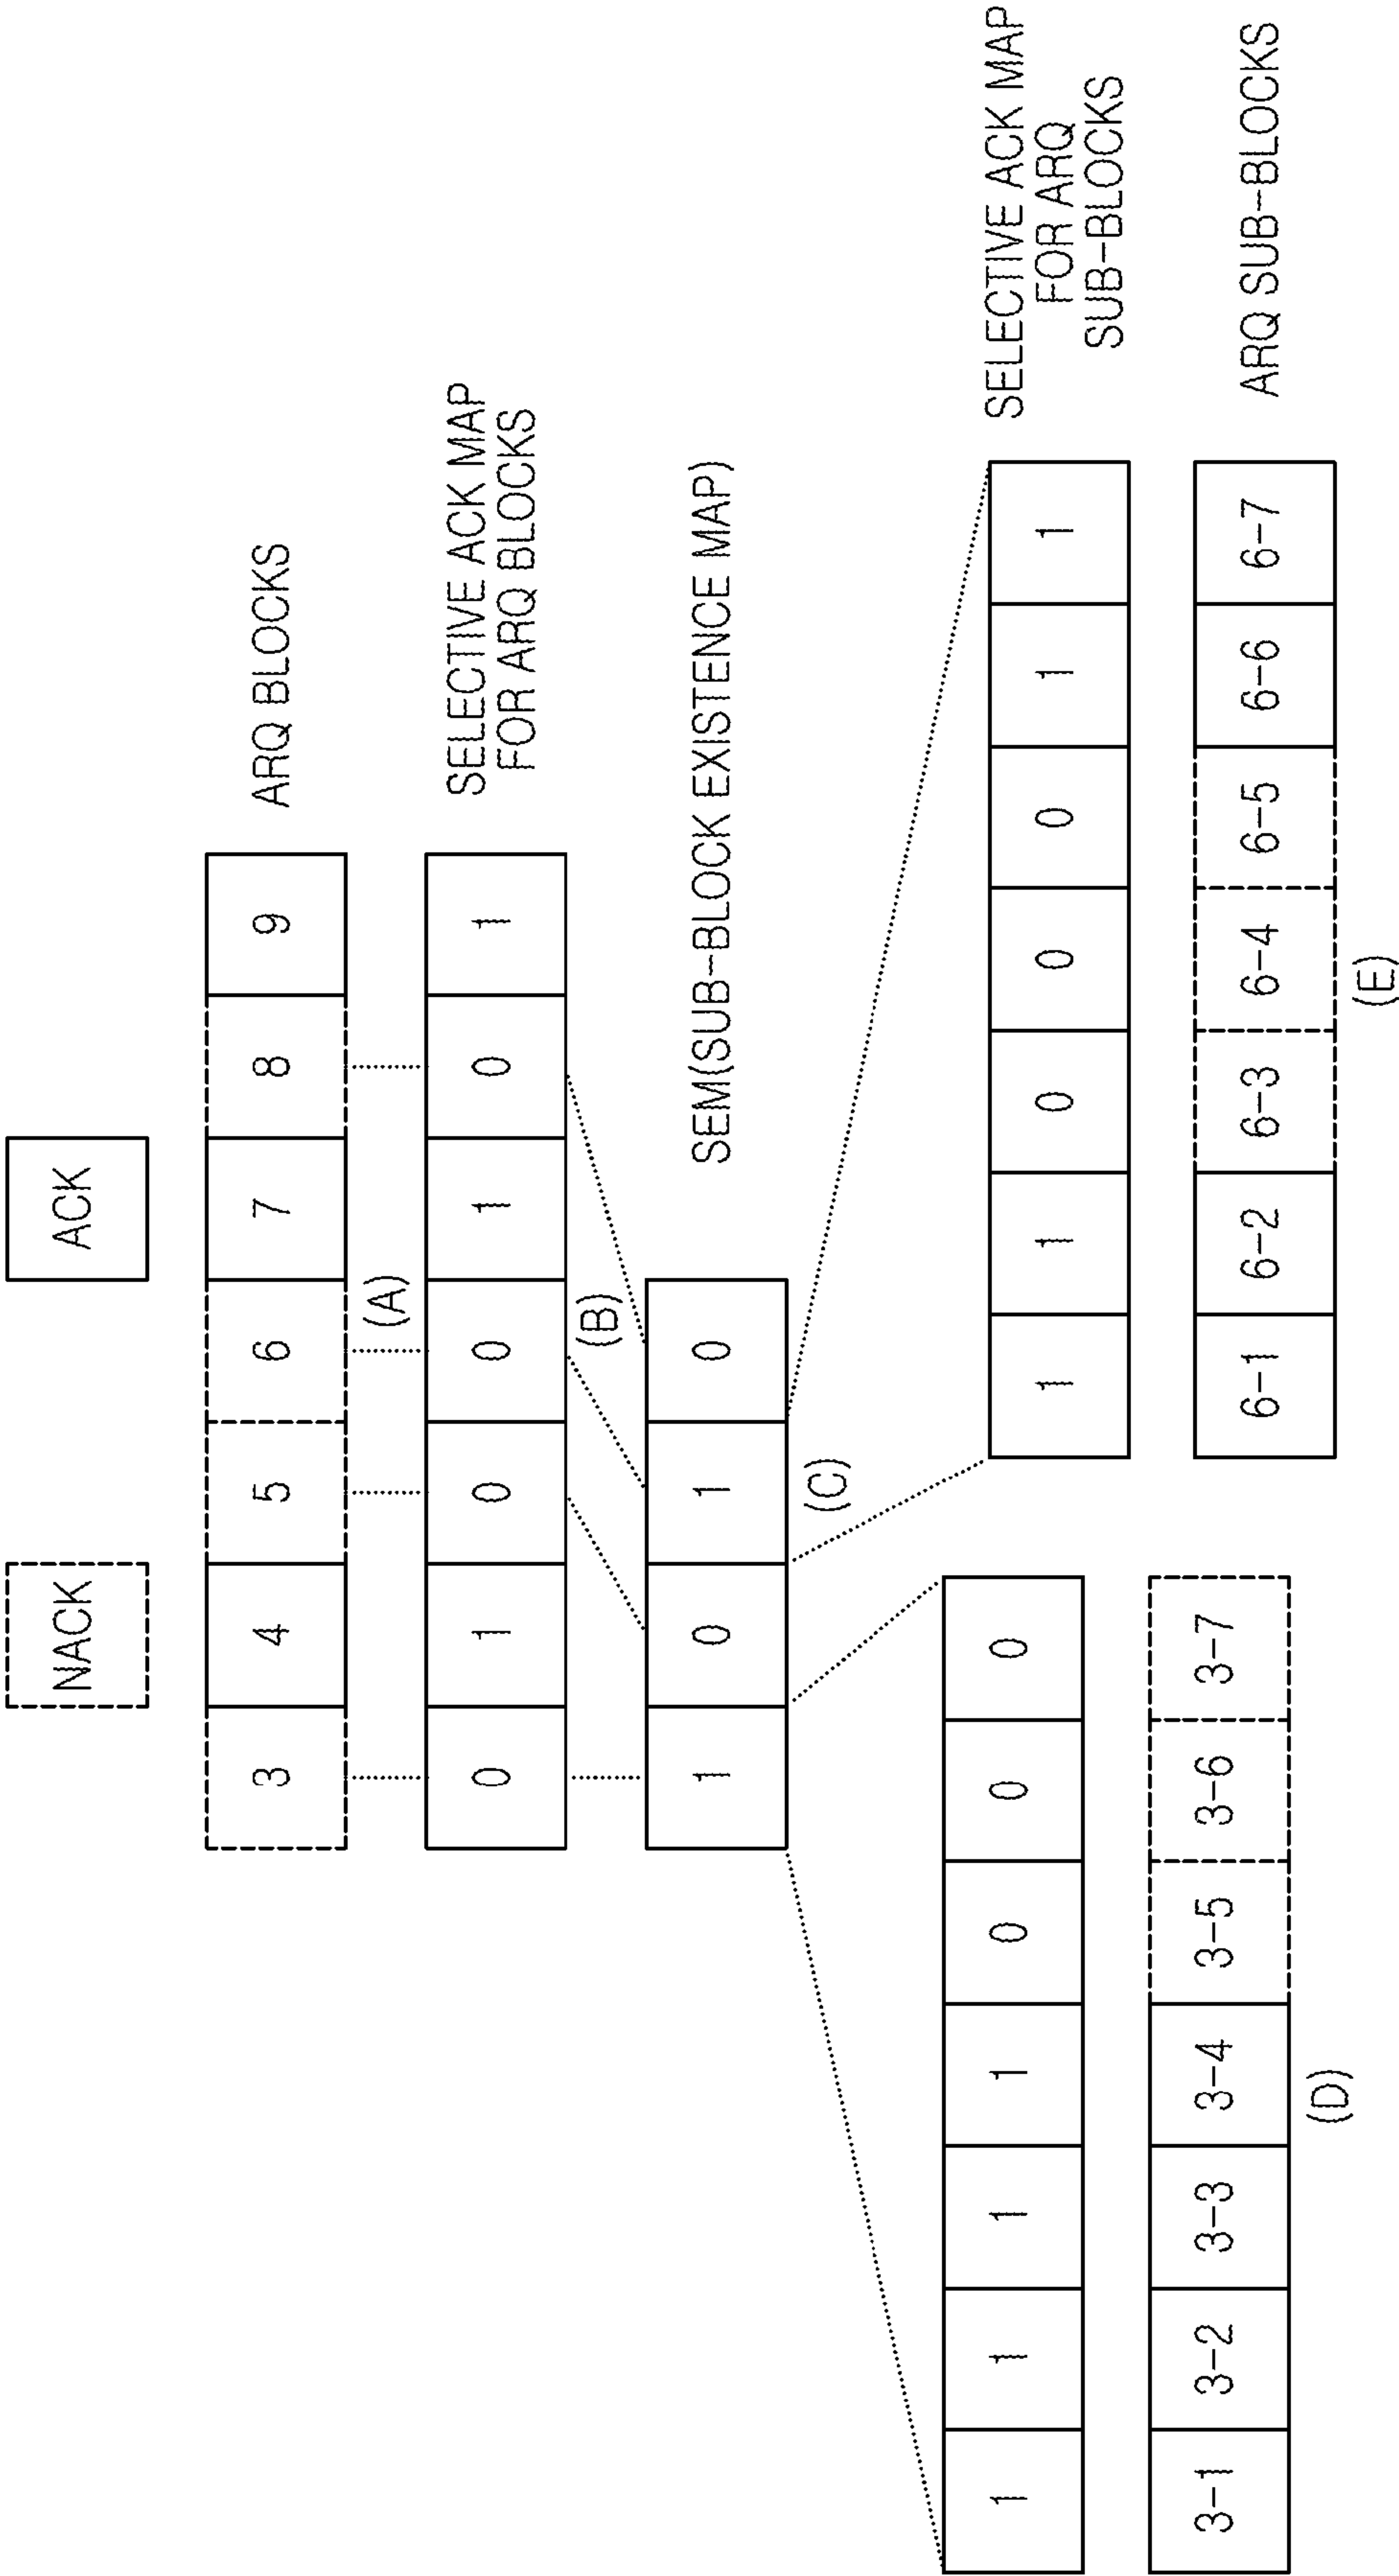 NACK ACK
3 4 5 6 7 8 9 ARQ BLOCKS
(A)
0 1 0 0 1 0 1 SELECTIVE ACK MAP
FOR ARQ BLOCKS
(B)
1 0 1 0 SEM(SUB-BLOCK EXISTENCE MAP)
(C)
1 1 1 1 0 0 0
3-1 3-2 3-3 3-4 3-5 3-6 3-7
(D)
1 1 0 0 0 1 1 SELECTIVE ACK MAP
FOR ARQ
SUB-BLOCKS
6-1 6-2 6-3 6-4 6-5 6-6 6-7 ARQ SUB-BLOCKS
(E)